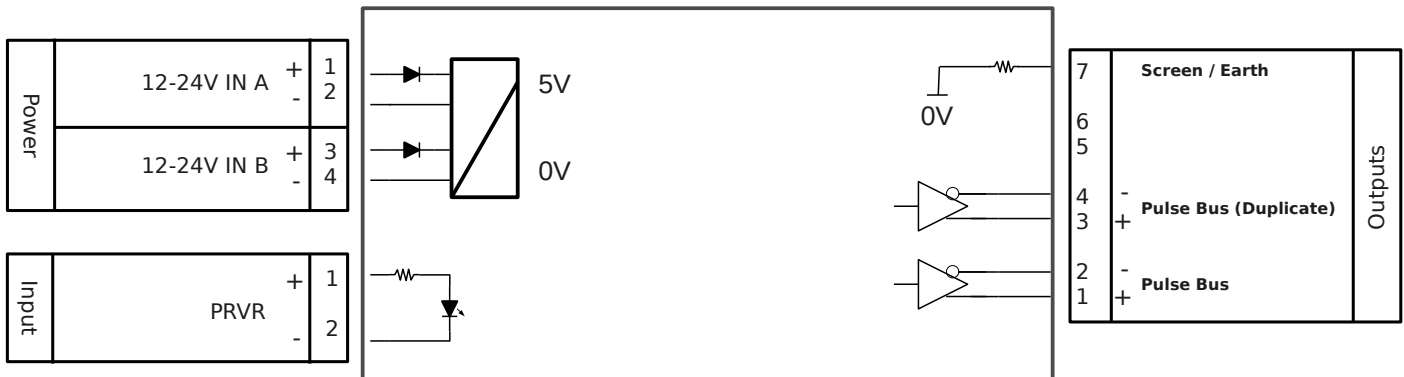 Power
12-24V IN A
+ 1
- 2
12-24V IN B
+ 3
- 4
Input
PRVR
+ 1
- 2
5V
0V
0V
7 Screen / Earth
6
5
4 -
Pulse Bus (Duplicate)
3 +
2 -
Pulse Bus
1 +
Outputs